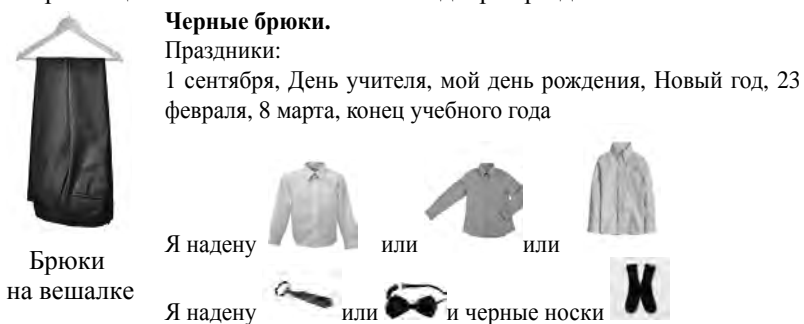 Черные брюки.
Праздники:
1 сентября, День учителя, мой день рождения, Новый год, 23
февраля, 8 марта, конец учебного года
Я надену или или
Брюки
на вешалке
Я надену или и черные носки